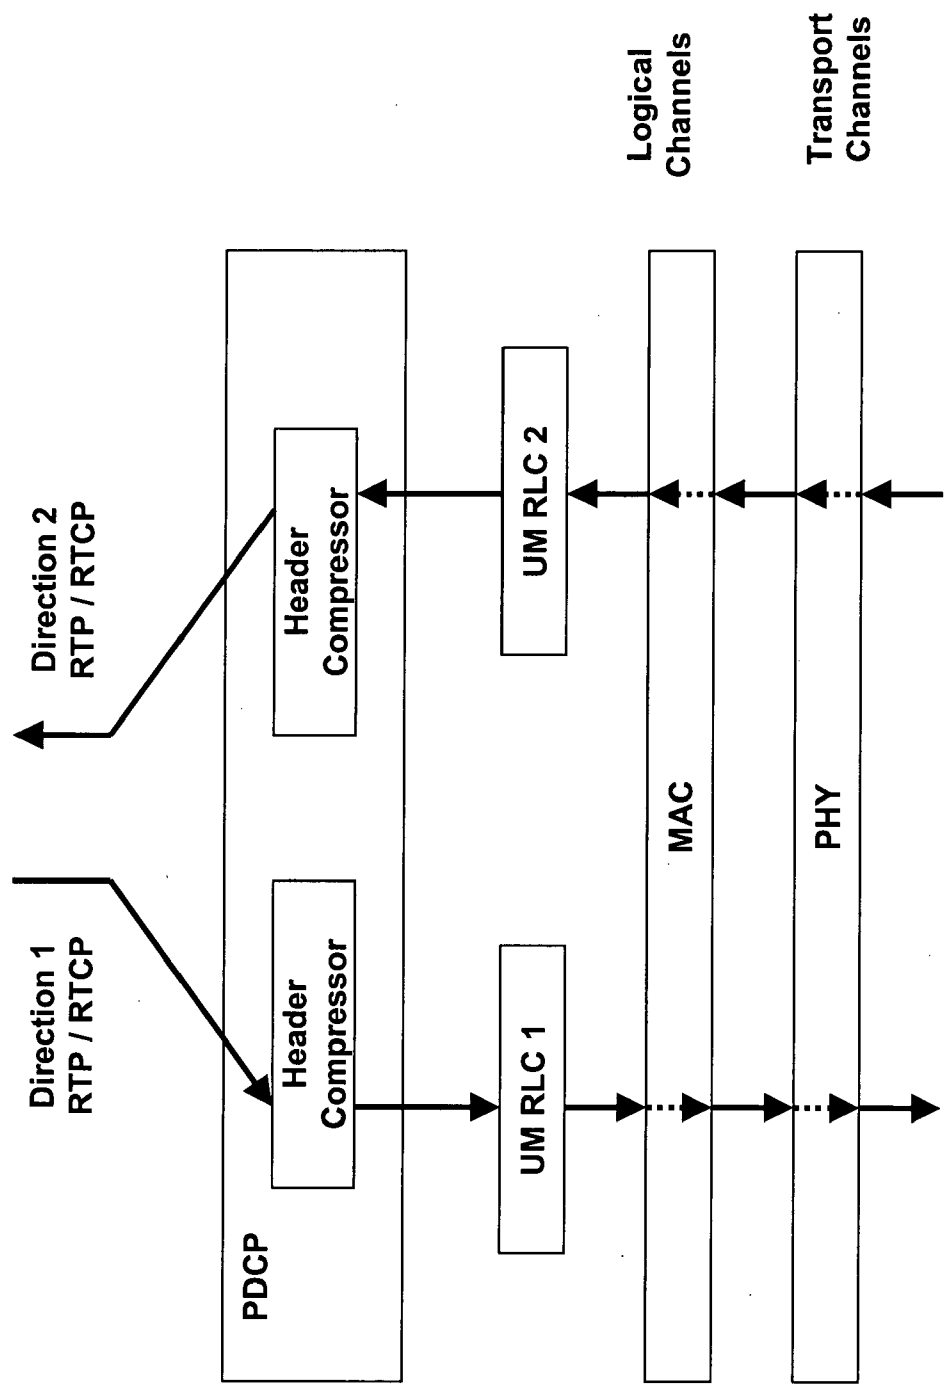 Direction 1
RTP / RTCP
Direction 2
RTP / RTCP
PDCP
Header
Compressor
Header
Compressor
UM RLC 1
UM RLC 2
Logical
Channels
MAC
Transport
Channels
PHY